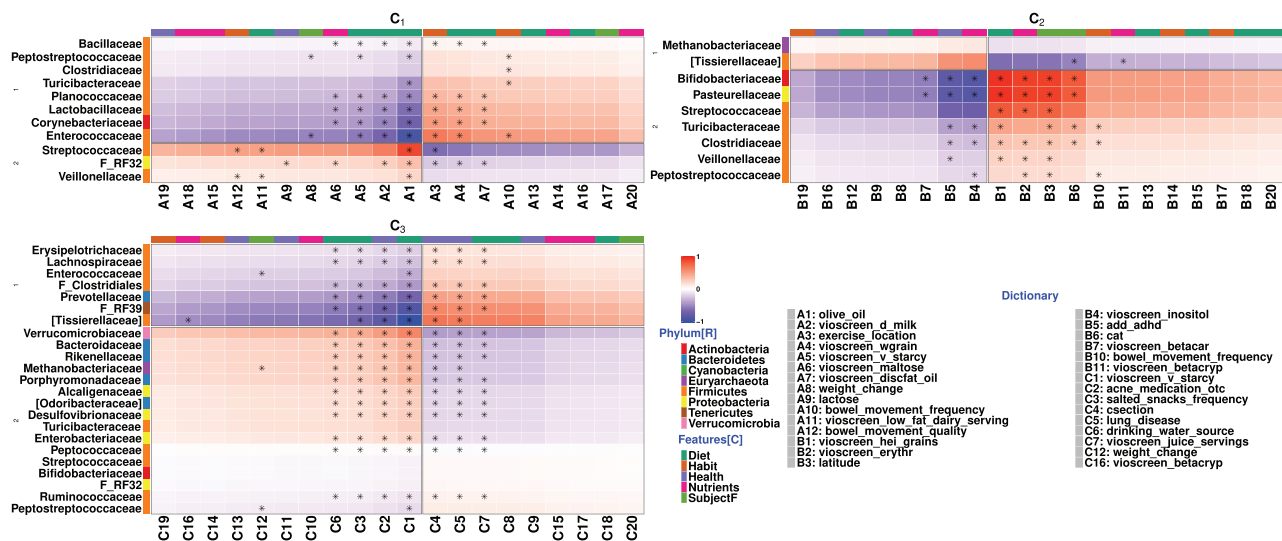 C1
Bacillaceae
Peptostreptococcaceae
Clostridiaceae
Turicibacteraceae
Planococcaceae
Lactobacillaceae
Corynebacteriaceae
Enterococcaceae
Streptococcaceae
F_RF32
Veillonellaceae
1
2
A19 A18 A15 A12 A11 A9 A8 A6 A5 A2 A1 A3 A4 A7 A10 A13 A14 A16 A17 A20
C2
Methanobacteriaceae
[Tissierellaceae]
Bifidobacteriaceae
Pasteurellaceae
Streptococcaceae
Turicibacteraceae
Clostridiaceae
Veillonellaceae
Peptostreptococcaceae
1
2
B19 B16 B12 B9 B8 B7 B5 B4 B1 B2 B3 B6 B10 B11 B13 B14 B15 B17 B18 B20
C3
Erysipelotrichaceae
Lachnospiraceae
Enterococcaceae
F_Clostridiales
Prevotellaceae
F_RF39
[Tissierellaceae]
Verrucomicrobiaceae
Bacteroidaceae
Rikenellaceae
Methanobacteriaceae
Porphyromonadaceae
Alcaligenaceae
[Odoribacteraceae]
Desulfovibrionaceae
Turicibacteraceae
Enterobacteriaceae
Peptococcaceae
Streptococcaceae
Bifidobacteriaceae
F_RF32
Ruminococcaceae
Peptostreptococcaceae
1
2
C19 C16 C14 C13 C12 C11 C10 C6 C3 C2 C1 C4 C5 C7 C8 C9 C15 C17 C18 C20
1
0
-1
Phylum[R]
Actinobacteria
Bacteroidetes
Cyanobacteria
Euryarchaeota
Firmicutes
Proteobacteria
Tenericutes
Verrucomicrobia
Features[C]
Diet
Habit
Health
Nutrients
SubjectF
Dictionary
A1: olive_oil
A2: vioscreen_d_milk
A3: exercise_location
A4: vioscreen_wgrain
A5: vioscreen_v_starcy
A6: vioscreen_maltose
A7: vioscreen_discfat_oil
A8: weight_change
A9: lactose
A10: bowel_movement_frequency
A11: vioscreen_low_fat_dairy_serving
A12: bowel_movement_quality
B1: vioscreen_hei_grains
B2: vioscreen_erythr
B3: latitude
B4: vioscreen_inositol
B5: add_adhd
B6: cat
B7: vioscreen_betacar
B10: bowel_movement_frequency
B11: vioscreen_betacryp
C1: vioscreen_v_starcy
C2: acne_medication_otc
C3: salted_snacks_frequency
C4: csection
C5: lung_disease
C6: drinking_water_source
C7: vioscreen_juice_servings
C12: weight_change
C16: vioscreen_betacryp